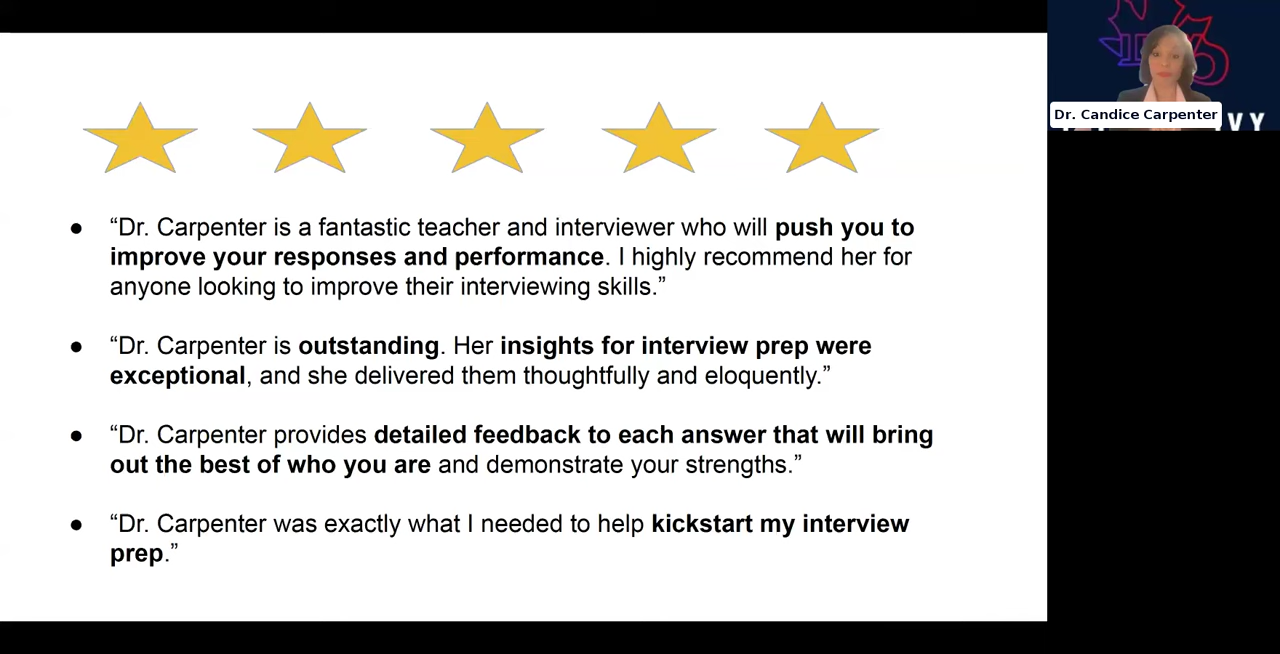 Dr. Candice Carpenter
“Dr. Carpenter is a fantastic teacher and interviewer who will push you to
improve your responses and performance. I highly recommend her for
anyone looking to improve their interviewing skills.”
“Dr. Carpenter is outstanding. Her insights for interview prep were
exceptional, and she delivered them thoughtfully and eloquently.”
“Dr. Carpenter provides detailed feedback to each answer that will bring
out the best of who you are and demonstrate your strengths.”
“Dr. Carpenter was exactly what I needed to help kickstart my interview
prep.”